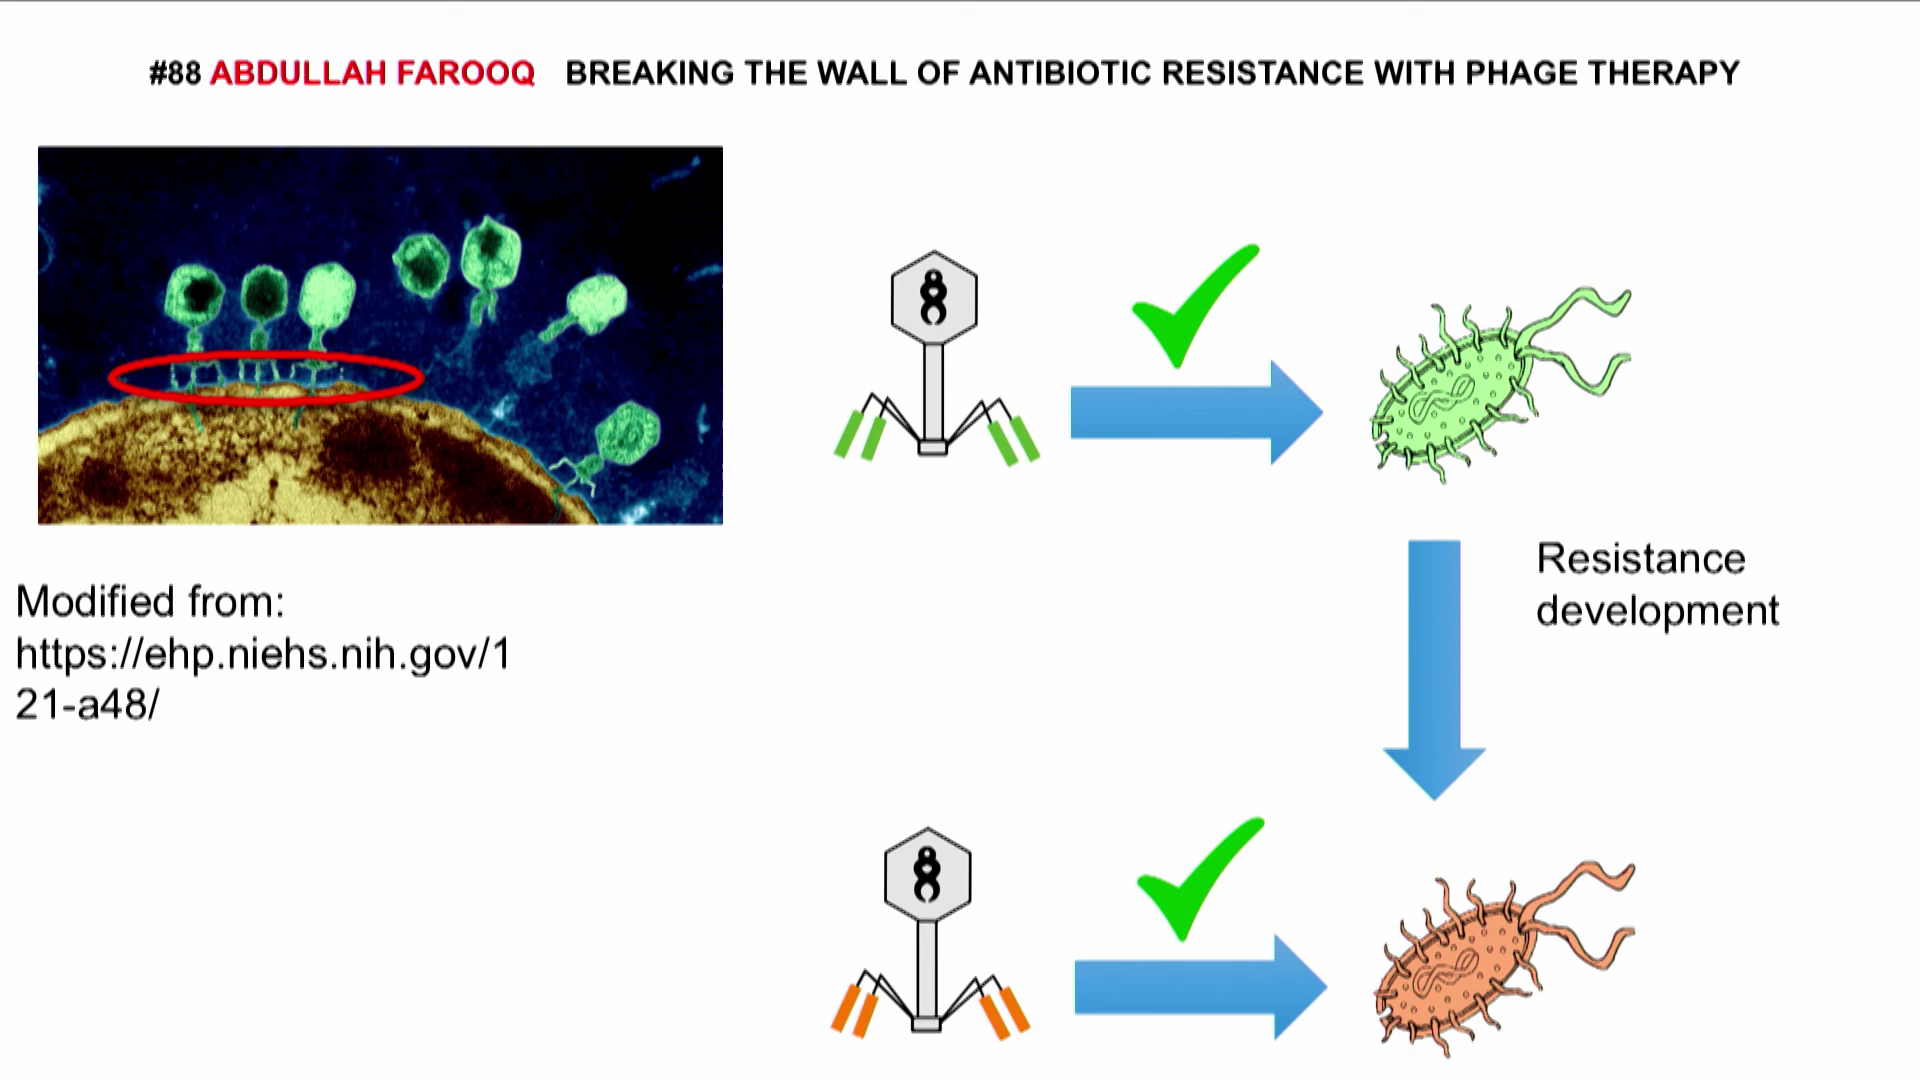 #88 ABDULLAH FAROOQ BREAKING THE WALL OF ANTIBIOTIC RESISTANCE WITH PHAGE THERAPY
Modified from:
https://ehp.niehs.nih.gov/1
21-a48/
Resistance
development